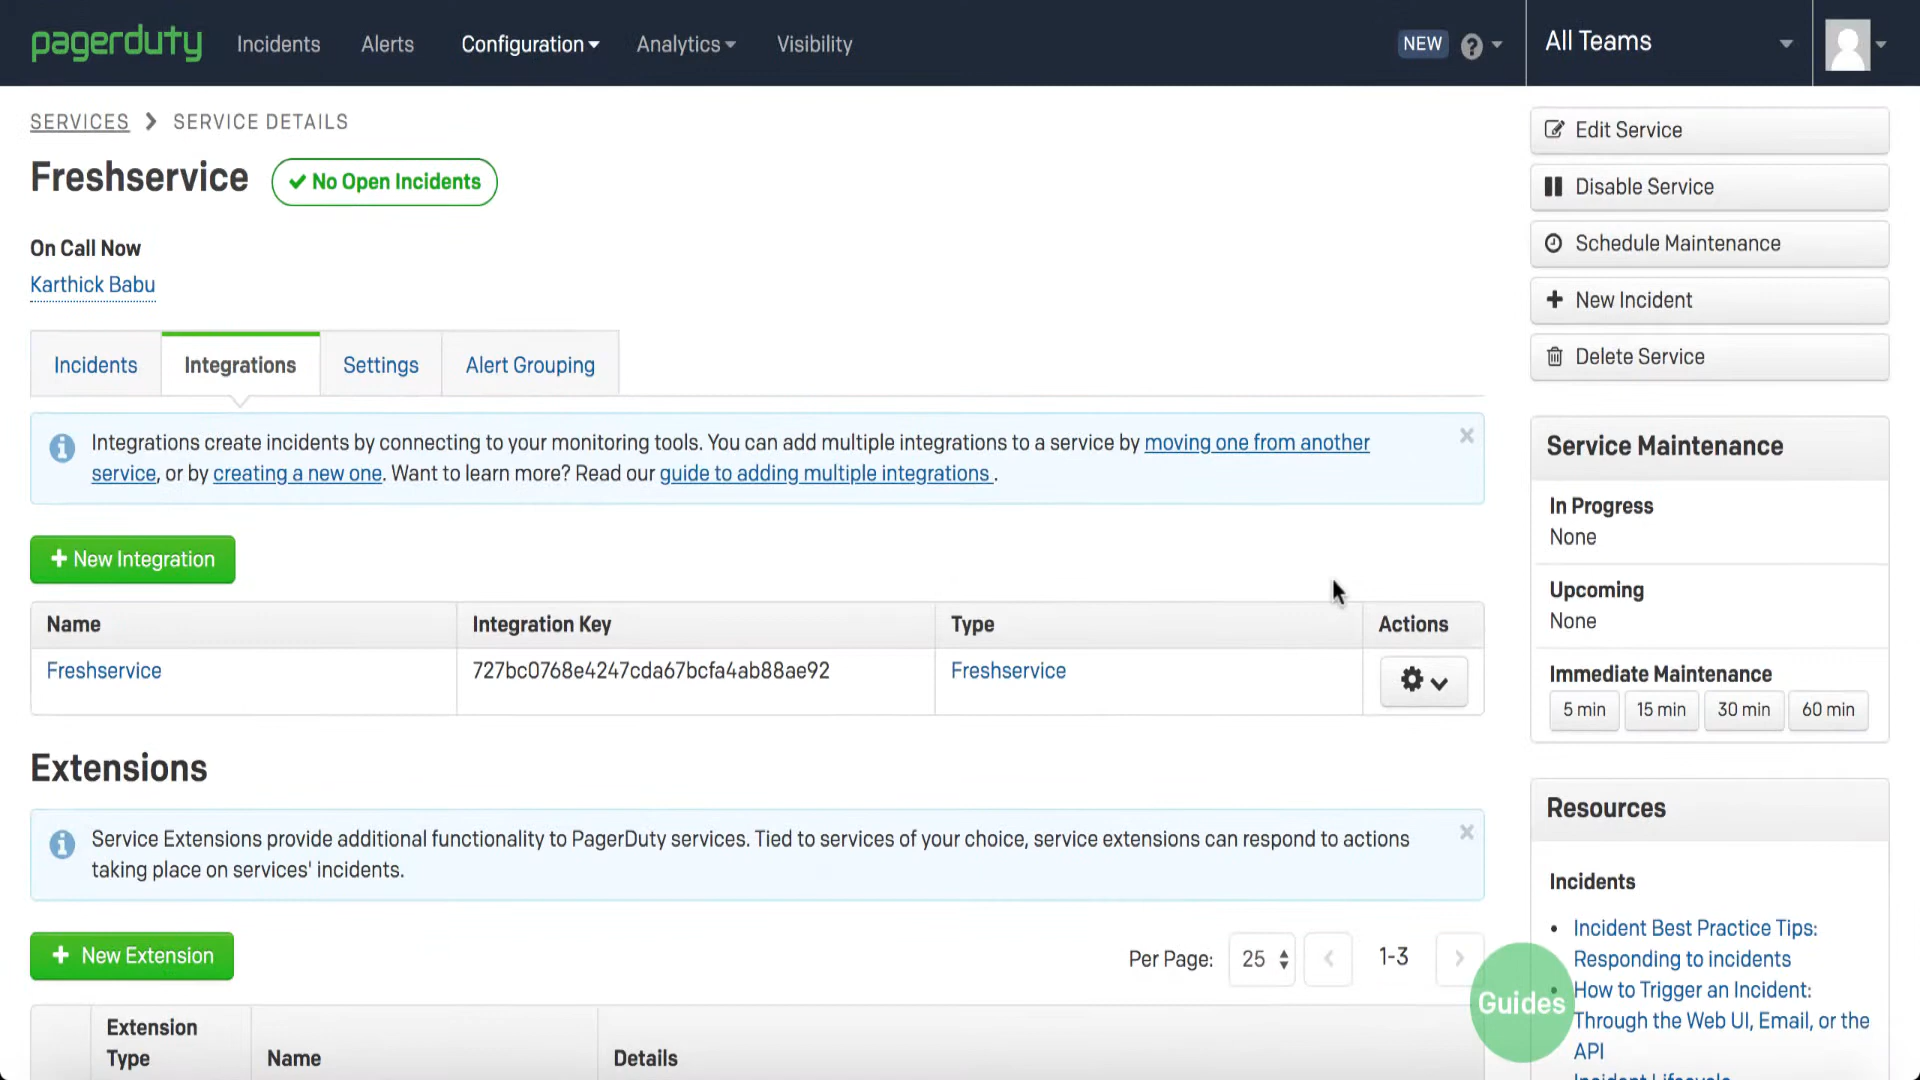 pagerduty Incidents Alerts Configuration Analytics Visibility NEW ? All Teams
SERVICES SERVICE DETAILS
Freshservice No Open Incidents
On Call Now
Karthick Babu
Incidents Integrations Settings Alert Grouping
Integrations create incidents by connecting to your monitoring tools. You can add multiple integrations to a service by moving one from another
service, or by creating a new one. Want to learn more? Read our guide to adding multiple integrations .
+ New Integration
Name Integration Key Type Actions
Freshservice 727bc0768e4247cda67bcfa4ab88ae92 Freshservice
Extensions
Service Extensions provide additional functionality to PagerDuty services. Tied to services of your choice, service extensions can respond to actions
taking place on services' incidents.
+ New Extension Per Page: 25 1-3
Extension
Type Name Details
Edit Service
Disable Service
Schedule Maintenance
+ New Incident
Delete Service
Service Maintenance
In Progress
None
Upcoming
None
Immediate Maintenance
5 min 15 min 30 min 60 min
Resources
Incidents
• Incident Best Practice Tips:
Responding to incidents
• How to Trigger an Incident:
Through the Web UI, Email, or the
API
Incident Lifecycle
Guides